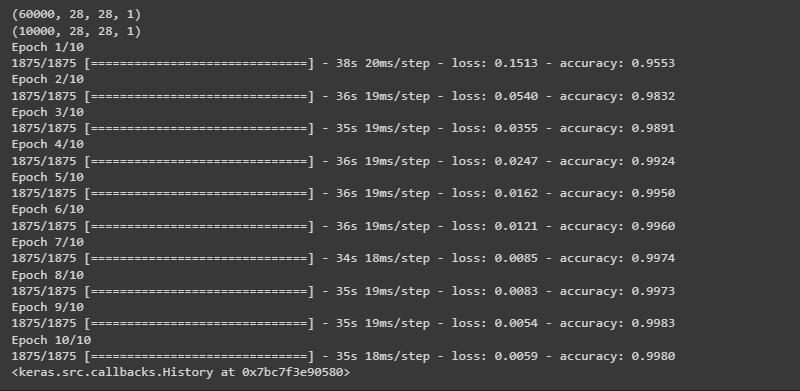 (60000, 28, 28, 1)
(10000, 28, 28, 1)
Epoch 1/10
1875/1875 [==============================] - 38s 20ms/step - loss: 0.1513 - accuracy: 0.9553
Epoch 2/10
1875/1875 [==============================] - 36s 19ms/step - loss: 0.0540 - accuracy: 0.9832
Epoch 3/10
1875/1875 [==============================] - 35s 19ms/step - loss: 0.0355 - accuracy: 0.9891
Epoch 4/10
1875/1875 [==============================] - 36s 19ms/step - loss: 0.0247 - accuracy: 0.9924
Epoch 5/10
1875/1875 [==============================] - 36s 19ms/step - loss: 0.0162 - accuracy: 0.9950
Epoch 6/10
1875/1875 [==============================] - 36s 19ms/step - loss: 0.0121 - accuracy: 0.9960
Epoch 7/10
1875/1875 [==============================] - 34s 18ms/step - loss: 0.0085 - accuracy: 0.9974
Epoch 8/10
1875/1875 [==============================] - 35s 19ms/step - loss: 0.0083 - accuracy: 0.9973
Epoch 9/10
1875/1875 [==============================] - 35s 19ms/step - loss: 0.0054 - accuracy: 0.9983
Epoch 10/10
1875/1875 [==============================] - 35s 18ms/step - loss: 0.0059 - accuracy: 0.9980
<keras.src.callbacks.History at 0x7bc7f3e90580>